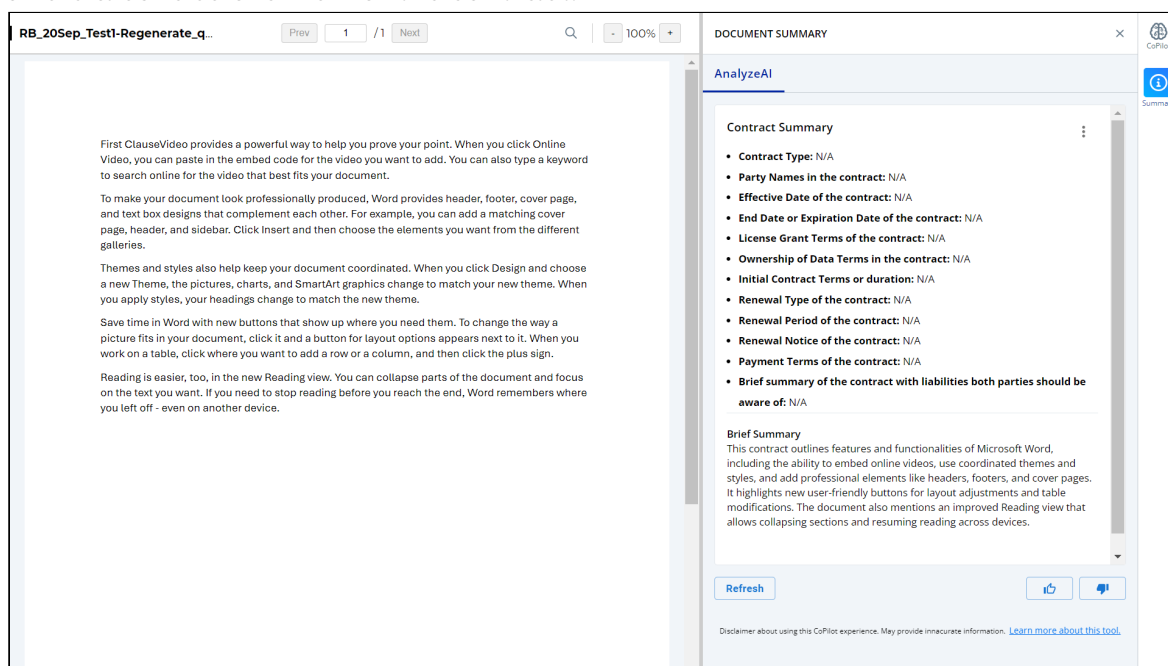 RB_20Sep_Test1-Regenerate_q...
Prev 1 /1 Next
- 100% +
First ClauseVideo provides a powerful way to help you prove your point. When you click Online
Video, you can paste in the embed code for the video you want to add. You can also type a keyword
to search online for the video that best fits your document.
To make your document look professionally produced, Word provides header, footer, cover page,
and text box designs that complement each other. For example, you can add a matching cover
page, header, and sidebar. Click Insert and then choose the elements you want from the different
galleries.
Themes and styles also help keep your document coordinated. When you click Design and choose
a new Theme, the pictures, charts, and SmartArt graphics change to match your new theme. When
you apply styles, your headings change to match the new theme.
Save time in Word with new buttons that show up where you need them. To change the way a
picture fits in your document, click it and a button for layout options appears next to it. When you
work on a table, click where you want to add a row or a column, and then click the plus sign.
Reading is easier, too, in the new Reading view. You can collapse parts of the document and focus
on the text you want. If you need to stop reading before you reach the end, Word remembers where
you left off - even on another device.
DOCUMENT SUMMARY
AnalyzeAI
Contract Summary
• Contract Type: N/A
• Party Names in the contract: N/A
• Effective Date of the contract: N/A
• End Date or Expiration Date of the contract: N/A
• License Grant Terms of the contract: N/A
• Ownership of Data Terms in the contract: N/A
• Initial Contract Terms or duration: N/A
• Renewal Type of the contract: N/A
• Renewal Period of the contract: N/A
• Renewal Notice of the contract: N/A
• Payment Terms of the contract: N/A
• Brief summary of the contract with liabilities both parties should be
aware of: N/A
Brief Summary
This contract outlines features and functionalities of Microsoft Word,
including the ability to embed online videos, use coordinated themes and
styles, and add professional elements like headers, footers, and cover pages.
It highlights new user-friendly buttons for layout adjustments and table
modifications. The document also mentions an improved Reading view that
allows collapsing sections and resuming reading across devices.
Refresh
Disclaimer about using this CoPilot experience. May provide innacurate information. Learn more about this tool.
CoPilo
Summa